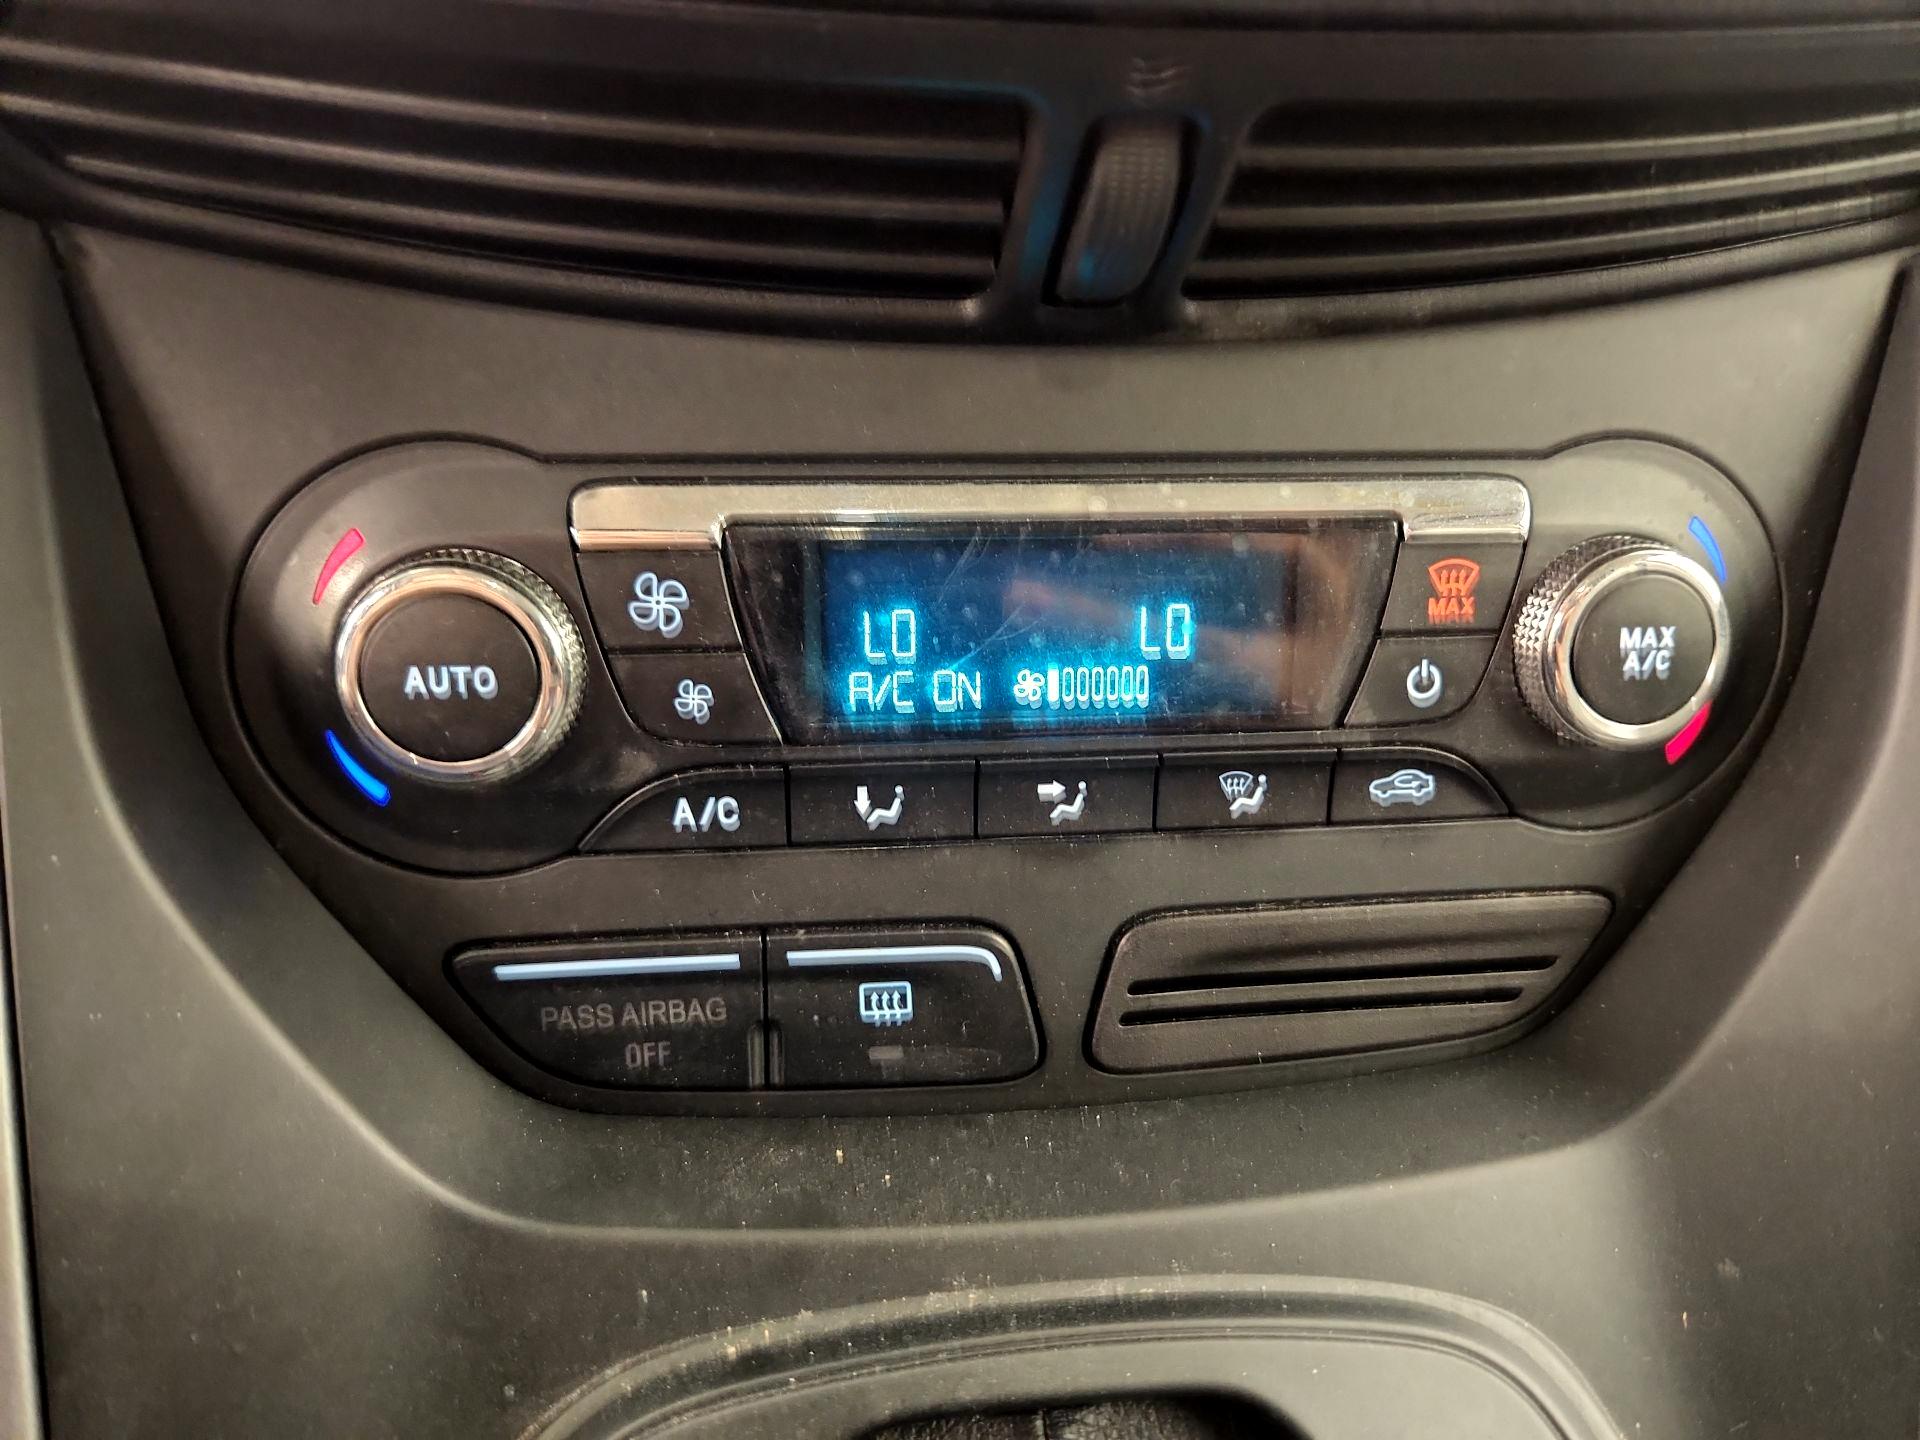 LO LO
A/C ON
AUTO
MAX
MAX
A/C
A/C
PASS AIRBAG
OFF